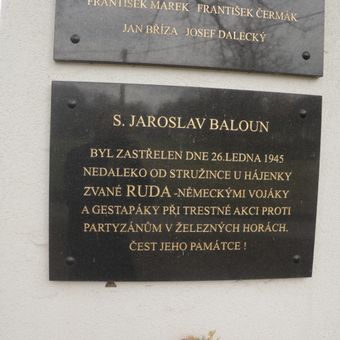 FRANTIŠEK MAREK FRANTIŠEK ČERMÁK
JAN BŘÍZA JOSEF DALECKÝ
S. JAROSLAV BALOUN
BYL ZASTŘELEN DNE 26.LEDNA 1945
NEDALEKO OD STRUŽINCE U HÁJENKY
ZVANÉ RUDA -NĚMECKÝMI VOJÁKY
A GESTAPÁKY PŘI TRESTNÉ AKCI PROTI
PARTYZÁNŮM V ŽELEZNÝCH HORÁCH.
ČEST JEHO PAMÁTCE !